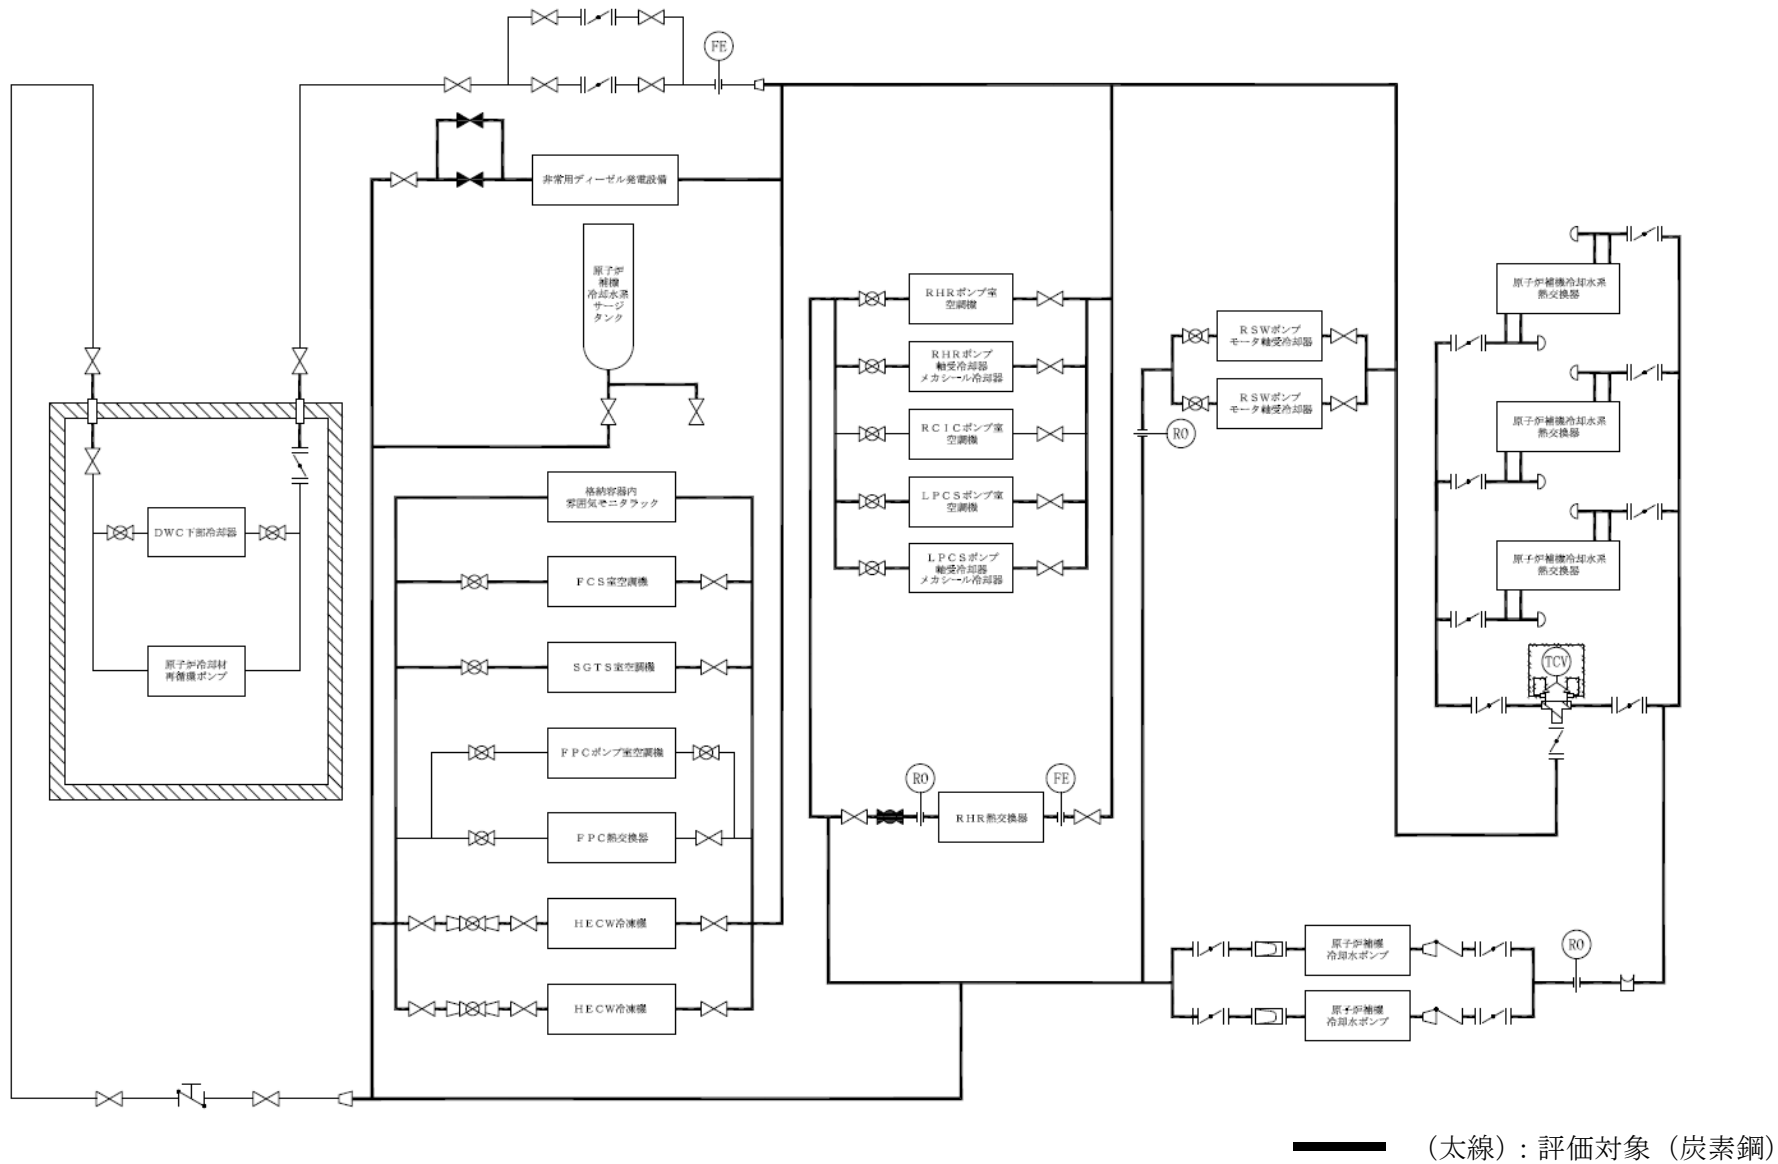 FE
非常用ディーゼル発電設備
原子炉
補機
冷却水系
サージ
タンク
RHRポンプ室
空調機
RHRポンプ
軸受冷却器
メカシール冷却器
RCICポンプ室
空調機
LPCSポンプ室
空調機
LPCSポンプ
軸受冷却器
メカシール冷却器
RSWポンプ
モータ軸受冷却器
RSWポンプ
モータ軸受冷却器
RO
原子炉補機冷却水系
熱交換器
原子炉補機冷却水系
熱交換器
原子炉補機冷却水系
熱交換器
TCV
格納容器内
雰囲気モニタラック
DWC下部冷却器
FCS室空調機
原子炉冷却材
再循環ポンプ
SGTS室空調機
FPCポンプ室空調機
FPC熱交換器
RO
FE
RHR熱交換器
HECW冷凍機
HECW冷凍機
原子炉補機
冷却水ポンプ
原子炉補機
冷却水ポンプ
RO
（太線）：評価対象（炭素鋼）